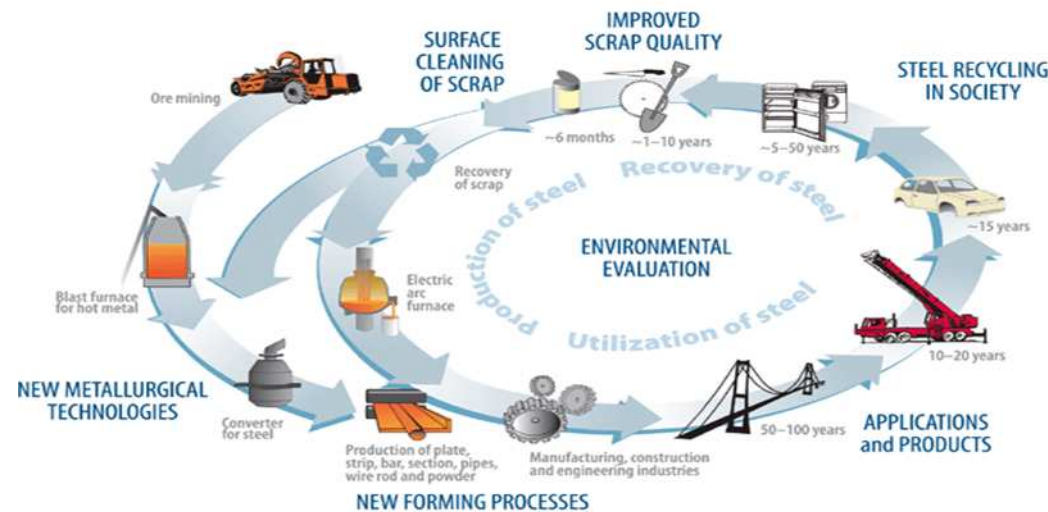 IMPROVED
SCRAP QUALITY
SURFACE
CLEANING
OF SCRAP
STEEL RECYCLING
IN SOCIETY
Ore mining
~6 months
~1–10 years
~5–50 years
Recovery
of scrap
~15 years
Recovery of steel
Production of steel
Utilization of steel
ENVIRONMENTAL
EVALUATION
Blast furnace
for hot metal
Electric
arc
furnace
10–20 years
NEW METALLURGICAL
TECHNOLOGIES
Converter
for steel
50–100 years
APPLICATIONS
and PRODUCTS
Production of plate,
strip, bar, section, pipes,
wire rod and powder
Manufacturing, construction
and engineering industries
NEW FORMING PROCESSES